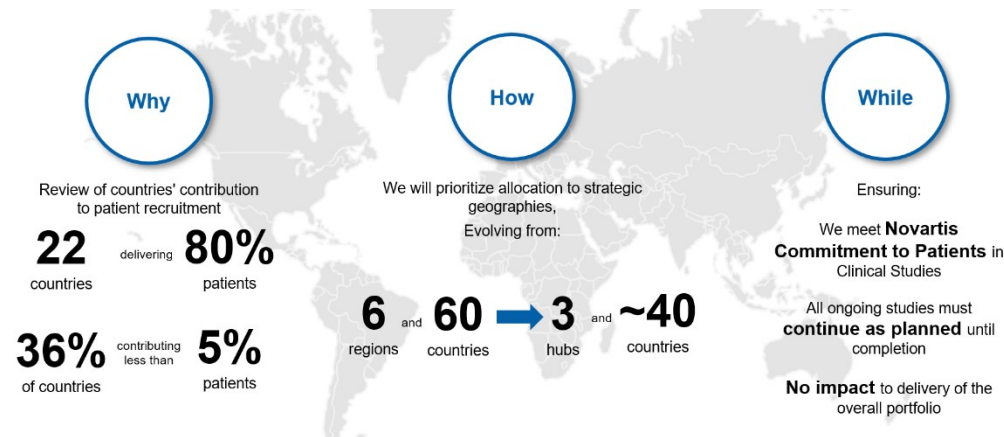 Why
Review of countries' contribution
to patient recruitment
22 delivering 80%
countries patients
36% contributing less than 5%
of countries patients
How
We will prioritize allocation to strategic
geographies,
Evolving from:
6 and 60 3 and ~40
regions countries hubs countries
While
Ensuring:
We meet Novartis
Commitment to Patients in
Clinical Studies
All ongoing studies must
continue as planned until
completion
No impact to delivery of the
overall portfolio